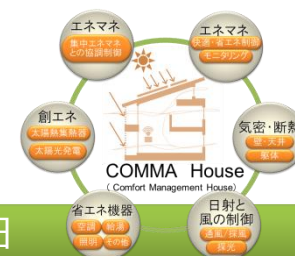 エネマネ
集中エネマネ
との協調制御
エネマネ
快適・省エネ制御
モニタリング
創エネ
太陽熱集熱器
太陽光発電
気密・断熱
壁・天井
躯体
COMMA House
( Comfort Management House)
省エネ機器
空調 給湯
照明 その他
日射と
風の制御
通風/採風
採光